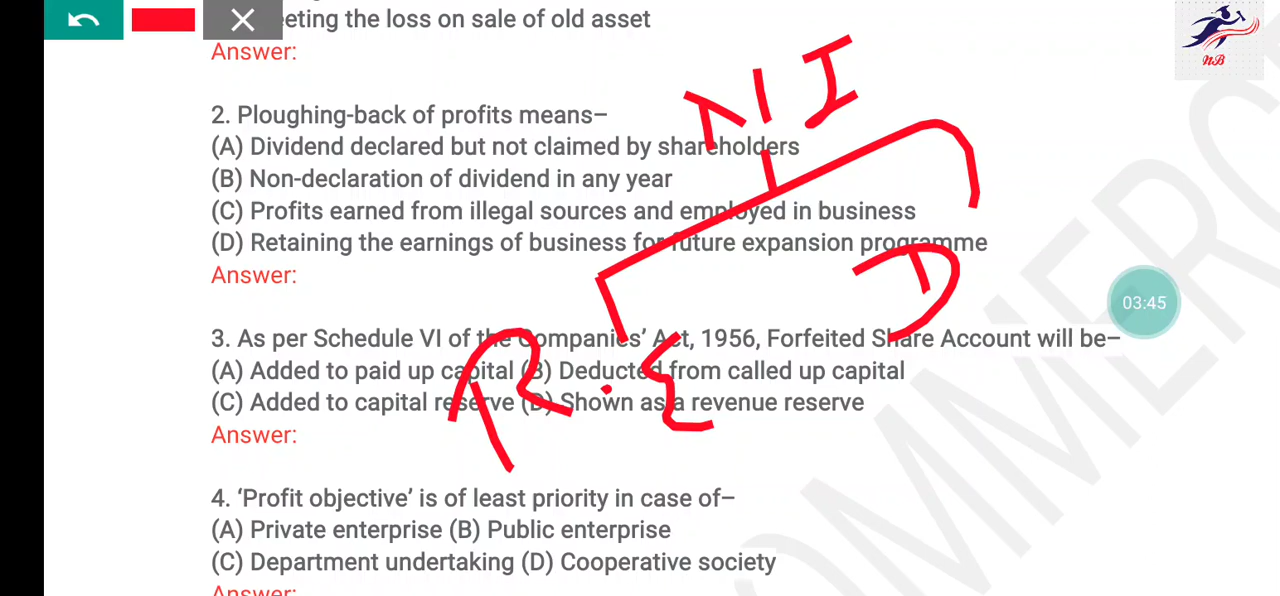 eting the loss on sale of old asset
Answer:
NB
NI
2. Ploughing-back of profits means–
(A) Dividend declared but not claimed by shareholders
(B) Non-declaration of dividend in any year
(C) Profits earned from illegal sources and employed in business
(D) Retaining the earnings of business for future expansion programme
D
Answer:
03:45
3. As per Schedule VI of the Companies’ Act, 1956, Forfeited Share Account will be–
(A) Added to paid up capital (B) Deducted from called up capital
R.E
(C) Added to capital reserve (D) Shown as a revenue reserve
Answer:
4. ‘Profit objective’ is of least priority in case of–
(A) Private enterprise (B) Public enterprise
(C) Department undertaking (D) Cooperative society
Answer: